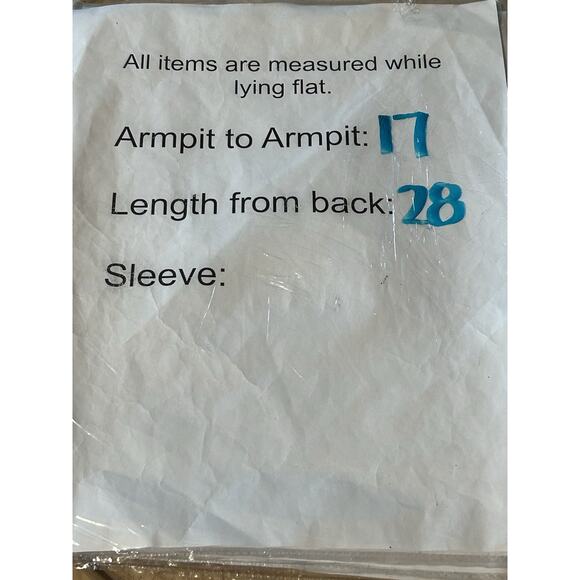 All items are measured while
lying flat.
Armpit to Armpit: 17
Length from back: 28
Sleeve: